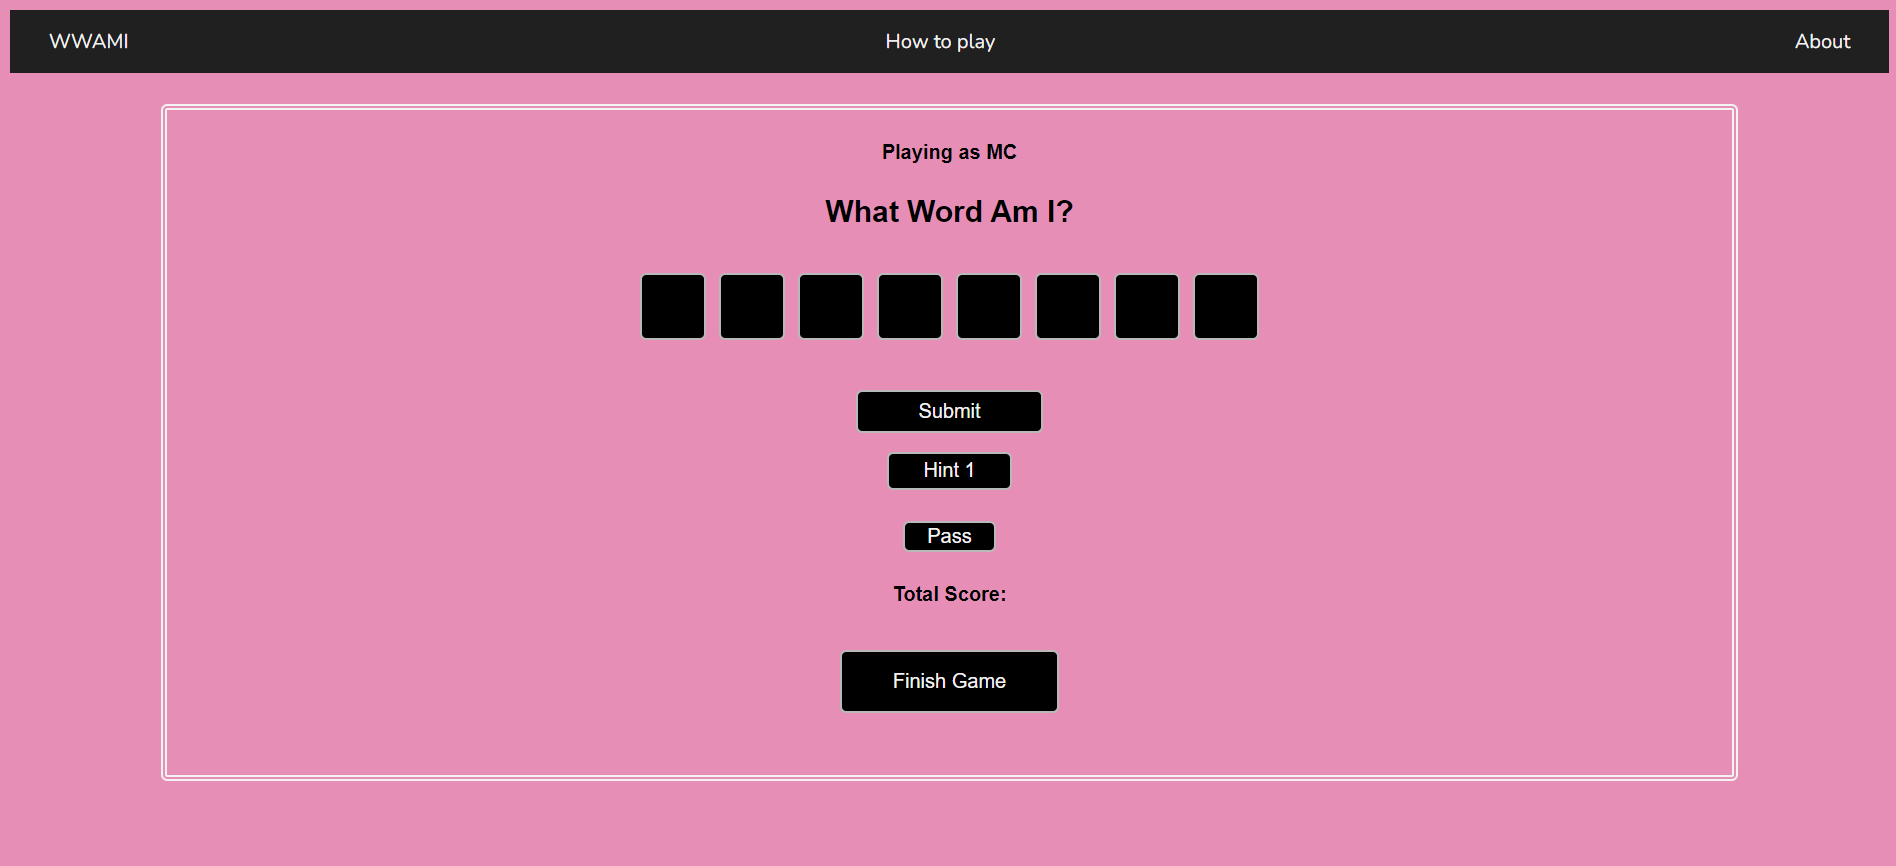 WWAMI How to play About
Playing as MC
What Word Am I?
Submit
Hint 1
Pass
Total Score:
Finish Game